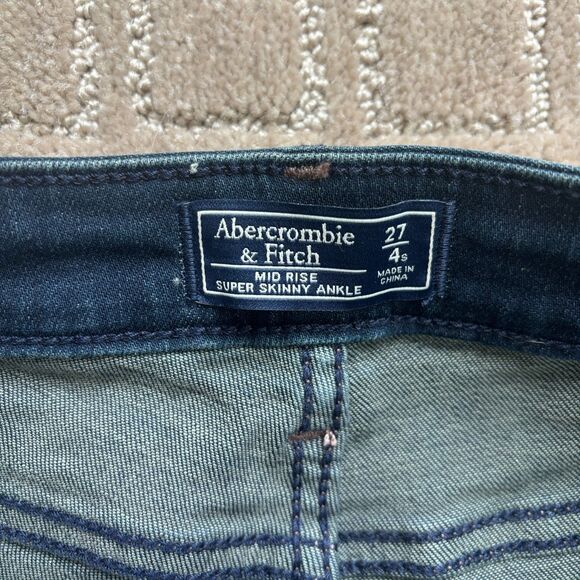 Abercrombie
& Fitch
MID RISE
SUPER SKINNY ANKLE
27
4s
MADE IN
CHINA